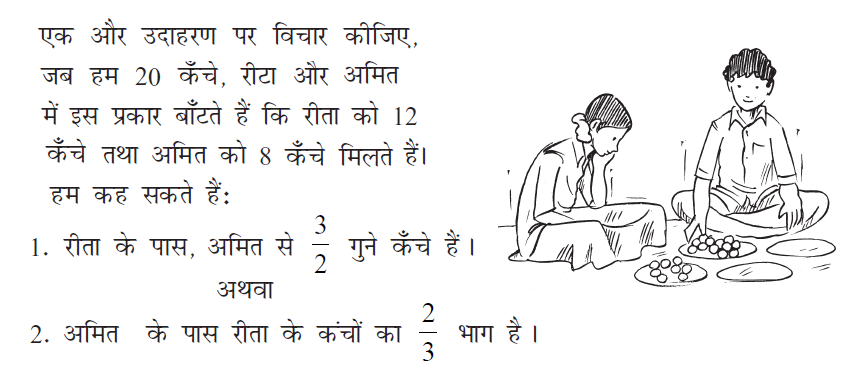 एक और उदाहरण पर विचार कीजिए,
जब हम 20 कँचे, रीटा और अमित
में इस प्रकार बाँटते हैं कि रीता को 12
कँचे तथा अमित को 8 कँचे मिलते हैं।
हम कह सकते हैं:
1. रीता के पास, अमित से 3/2 गुने कँचे हैं।
अथवा
2. अमित के पास रीता के कंचों का 2/3 भाग है।